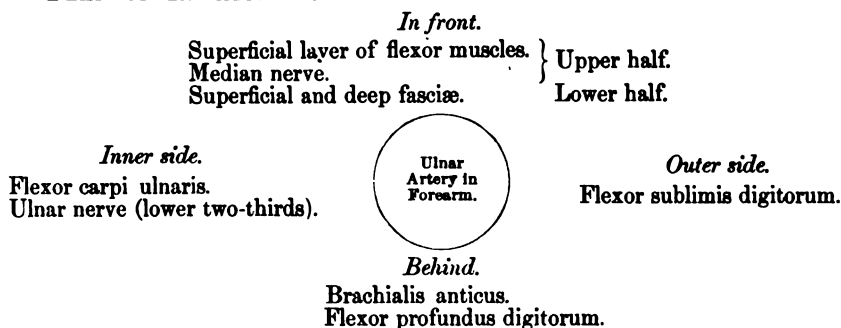 In front.
Superficial layer of flexor muscles. } Upper half.
Median nerve.
Superficial and deep fasciæ. Lower half.
Inner side.
Flexor carpi ulnaris.
Ulnar nerve (lower two-thirds).
Ulnar
Artery in
Forearm.
Outer side.
Flexor sublimis digitorum.
Behind.
Brachialis anticus.
Flexor profundus digitorum.